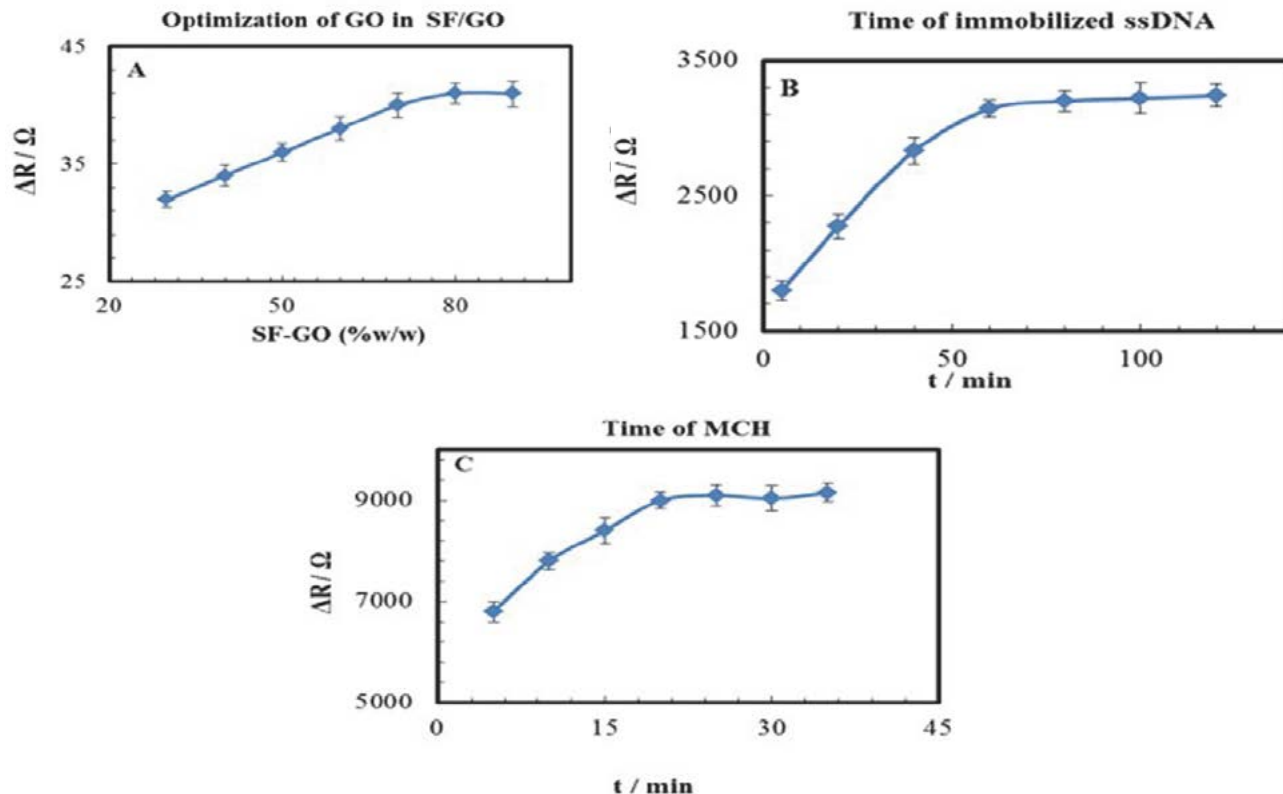 Optimization of GO in SF/GO
A
45
35
25
ΔR / Ω
20 50 80
SF-GO (%w/w)
Time of immobilized ssDNA
B
3500
2500
1500
ΔR / Ω
0 50 100
t / min
Time of MCH
C
9000
7000
5000
ΔR / Ω
0 15 30 45
t / min